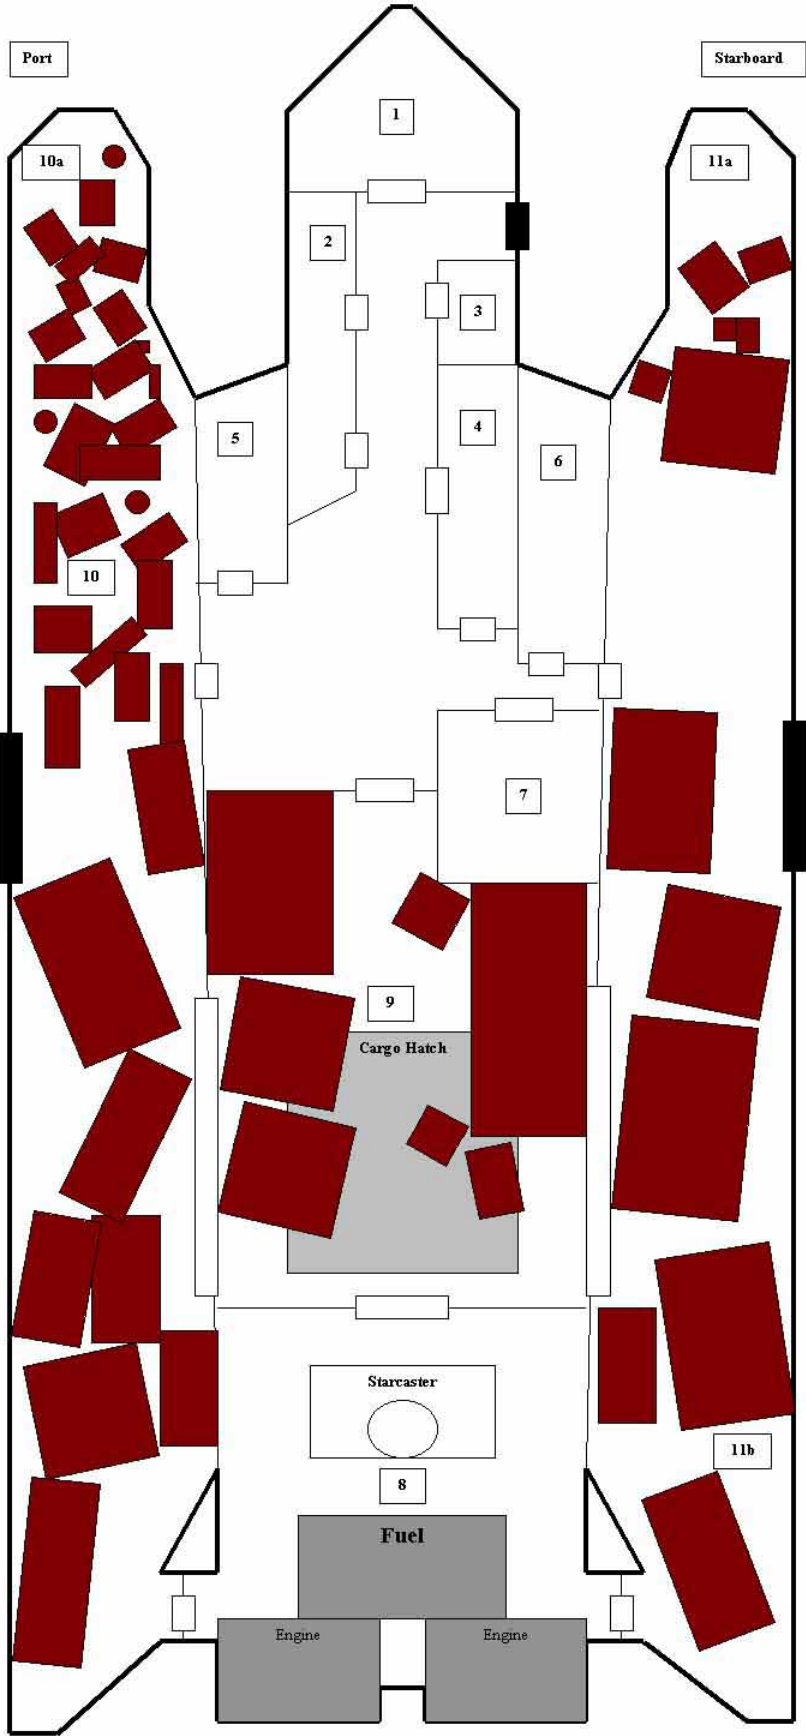 Port
Starboard
1
10a
11a
2
3
4
5
6
10
7
9
Cargo Hatch
Starcaster
11b
8
Fuel
Engine
Engine